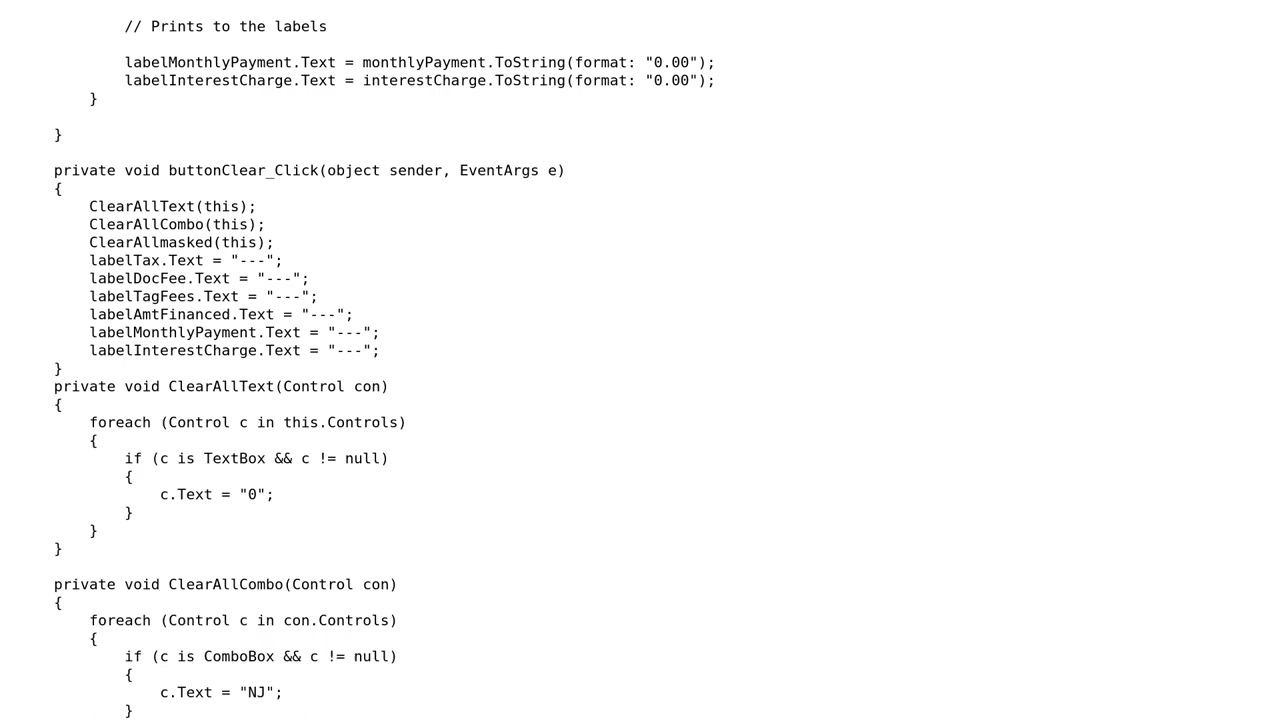 // Prints to the labels
labelMonthlyPayment.Text = monthlyPayment.ToString(format: "0.00");
labelInterestCharge.Text = interestCharge.ToString(format: "0.00");
}
}
private void buttonClear_Click(object sender, EventArgs e)
{
ClearAllText(this);
ClearAllCombo(this);
ClearAllmasked(this);
labelTax.Text = "---";
labelDocFee.Text = "---";
labelTagFees.Text = "---";
labelAmtFinanced.Text = "---";
labelMonthlyPayment.Text = "---";
labelInterestCharge.Text = "---";
}
private void ClearAllText(Control con)
{
foreach (Control c in this.Controls)
{
if (c is TextBox && c != null)
{
c.Text = "0";
}
}
}
private void ClearAllCombo(Control con)
{
foreach (Control c in con.Controls)
{
if (c is ComboBox && c != null)
{
c.Text = "NJ";
}